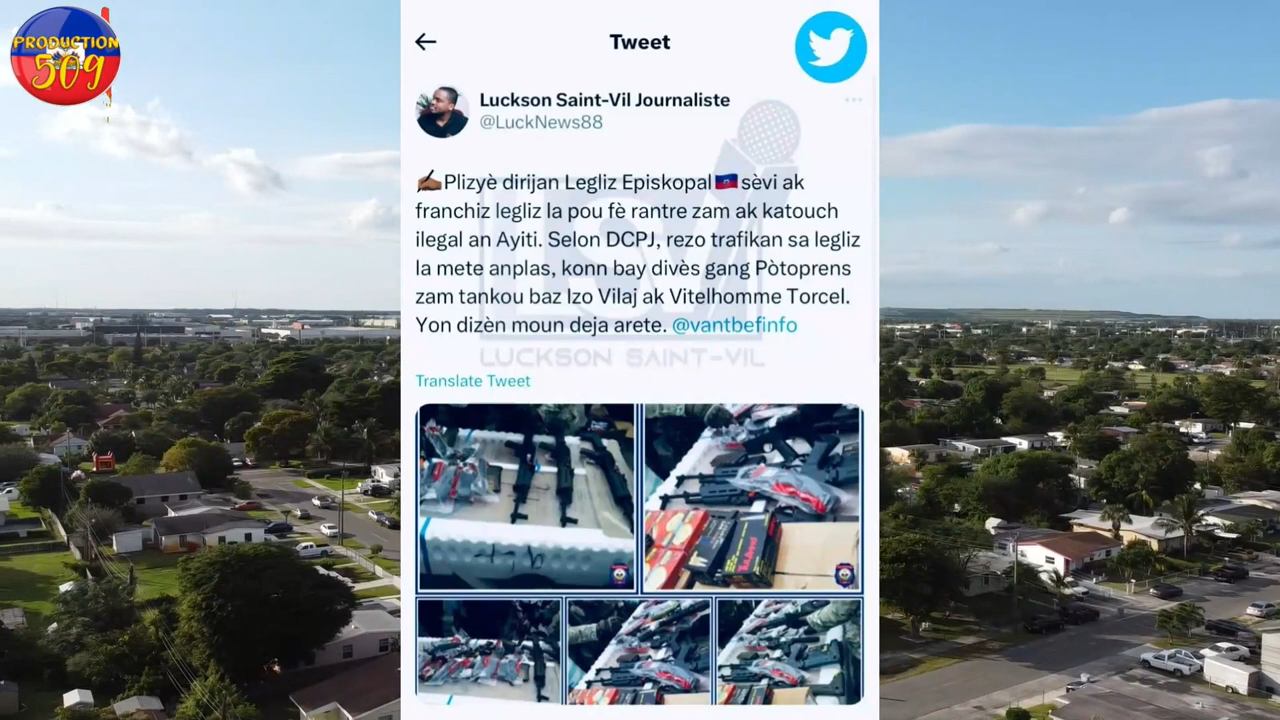 PRODUCTION
509
Tweet
Luckson Saint-Vil Journaliste
@LuckNews88
Plizyè dirijan Legliz Episkopal sèvi ak
franchiz legliz la pou fè rantre zam ak katouch
ilegal an Ayiti. Selon DCPJ, rezo trafikan sa legliz
la mete anplas, konn bay divès gang Pòtoprens
zam tankou baz Izo Vilaj ak Vitelhomme Torcel.
Yon dizèn moun deja arete. @vantbefinfo
LSV
LUCKSON SAINT-VIL
Translate Tweet